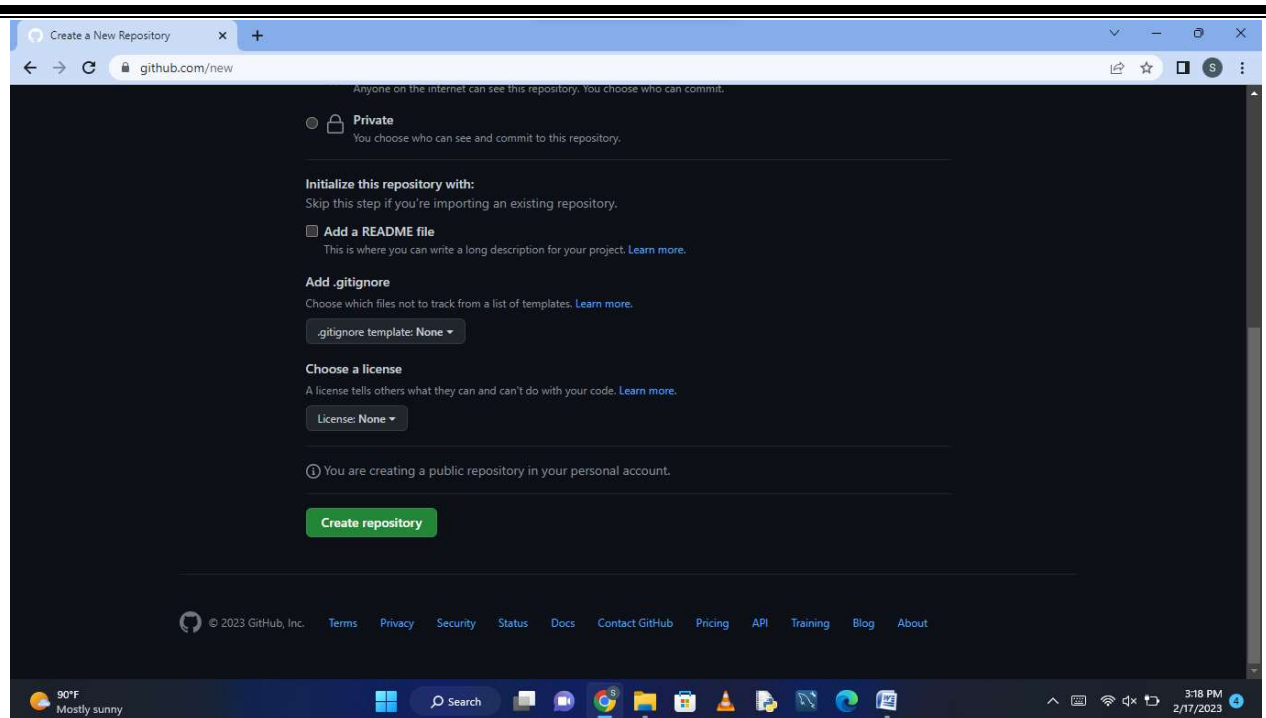 Create a New Repository
github.com/new
S
Anyone on the internet can see this repository. You choose who can commit.
Private
You choose who can see and commit to this repository.
Initialize this repository with:
Skip this step if you're importing an existing repository.
Add a README file
This is where you can write a long description for your project. Learn more.
Add .gitignore
Choose which files not to track from a list of templates. Learn more.
.gitignore template: None
Choose a license
A license tells others what they can and can't do with your code. Learn more.
License: None
You are creating a public repository in your personal account.
Create repository
© 2023 GitHub, Inc. Terms Privacy Security Status Docs Contact GitHub Pricing API Training Blog About
90°F
Mostly sunny
Search
S
3:18 PM
2/17/2023
4